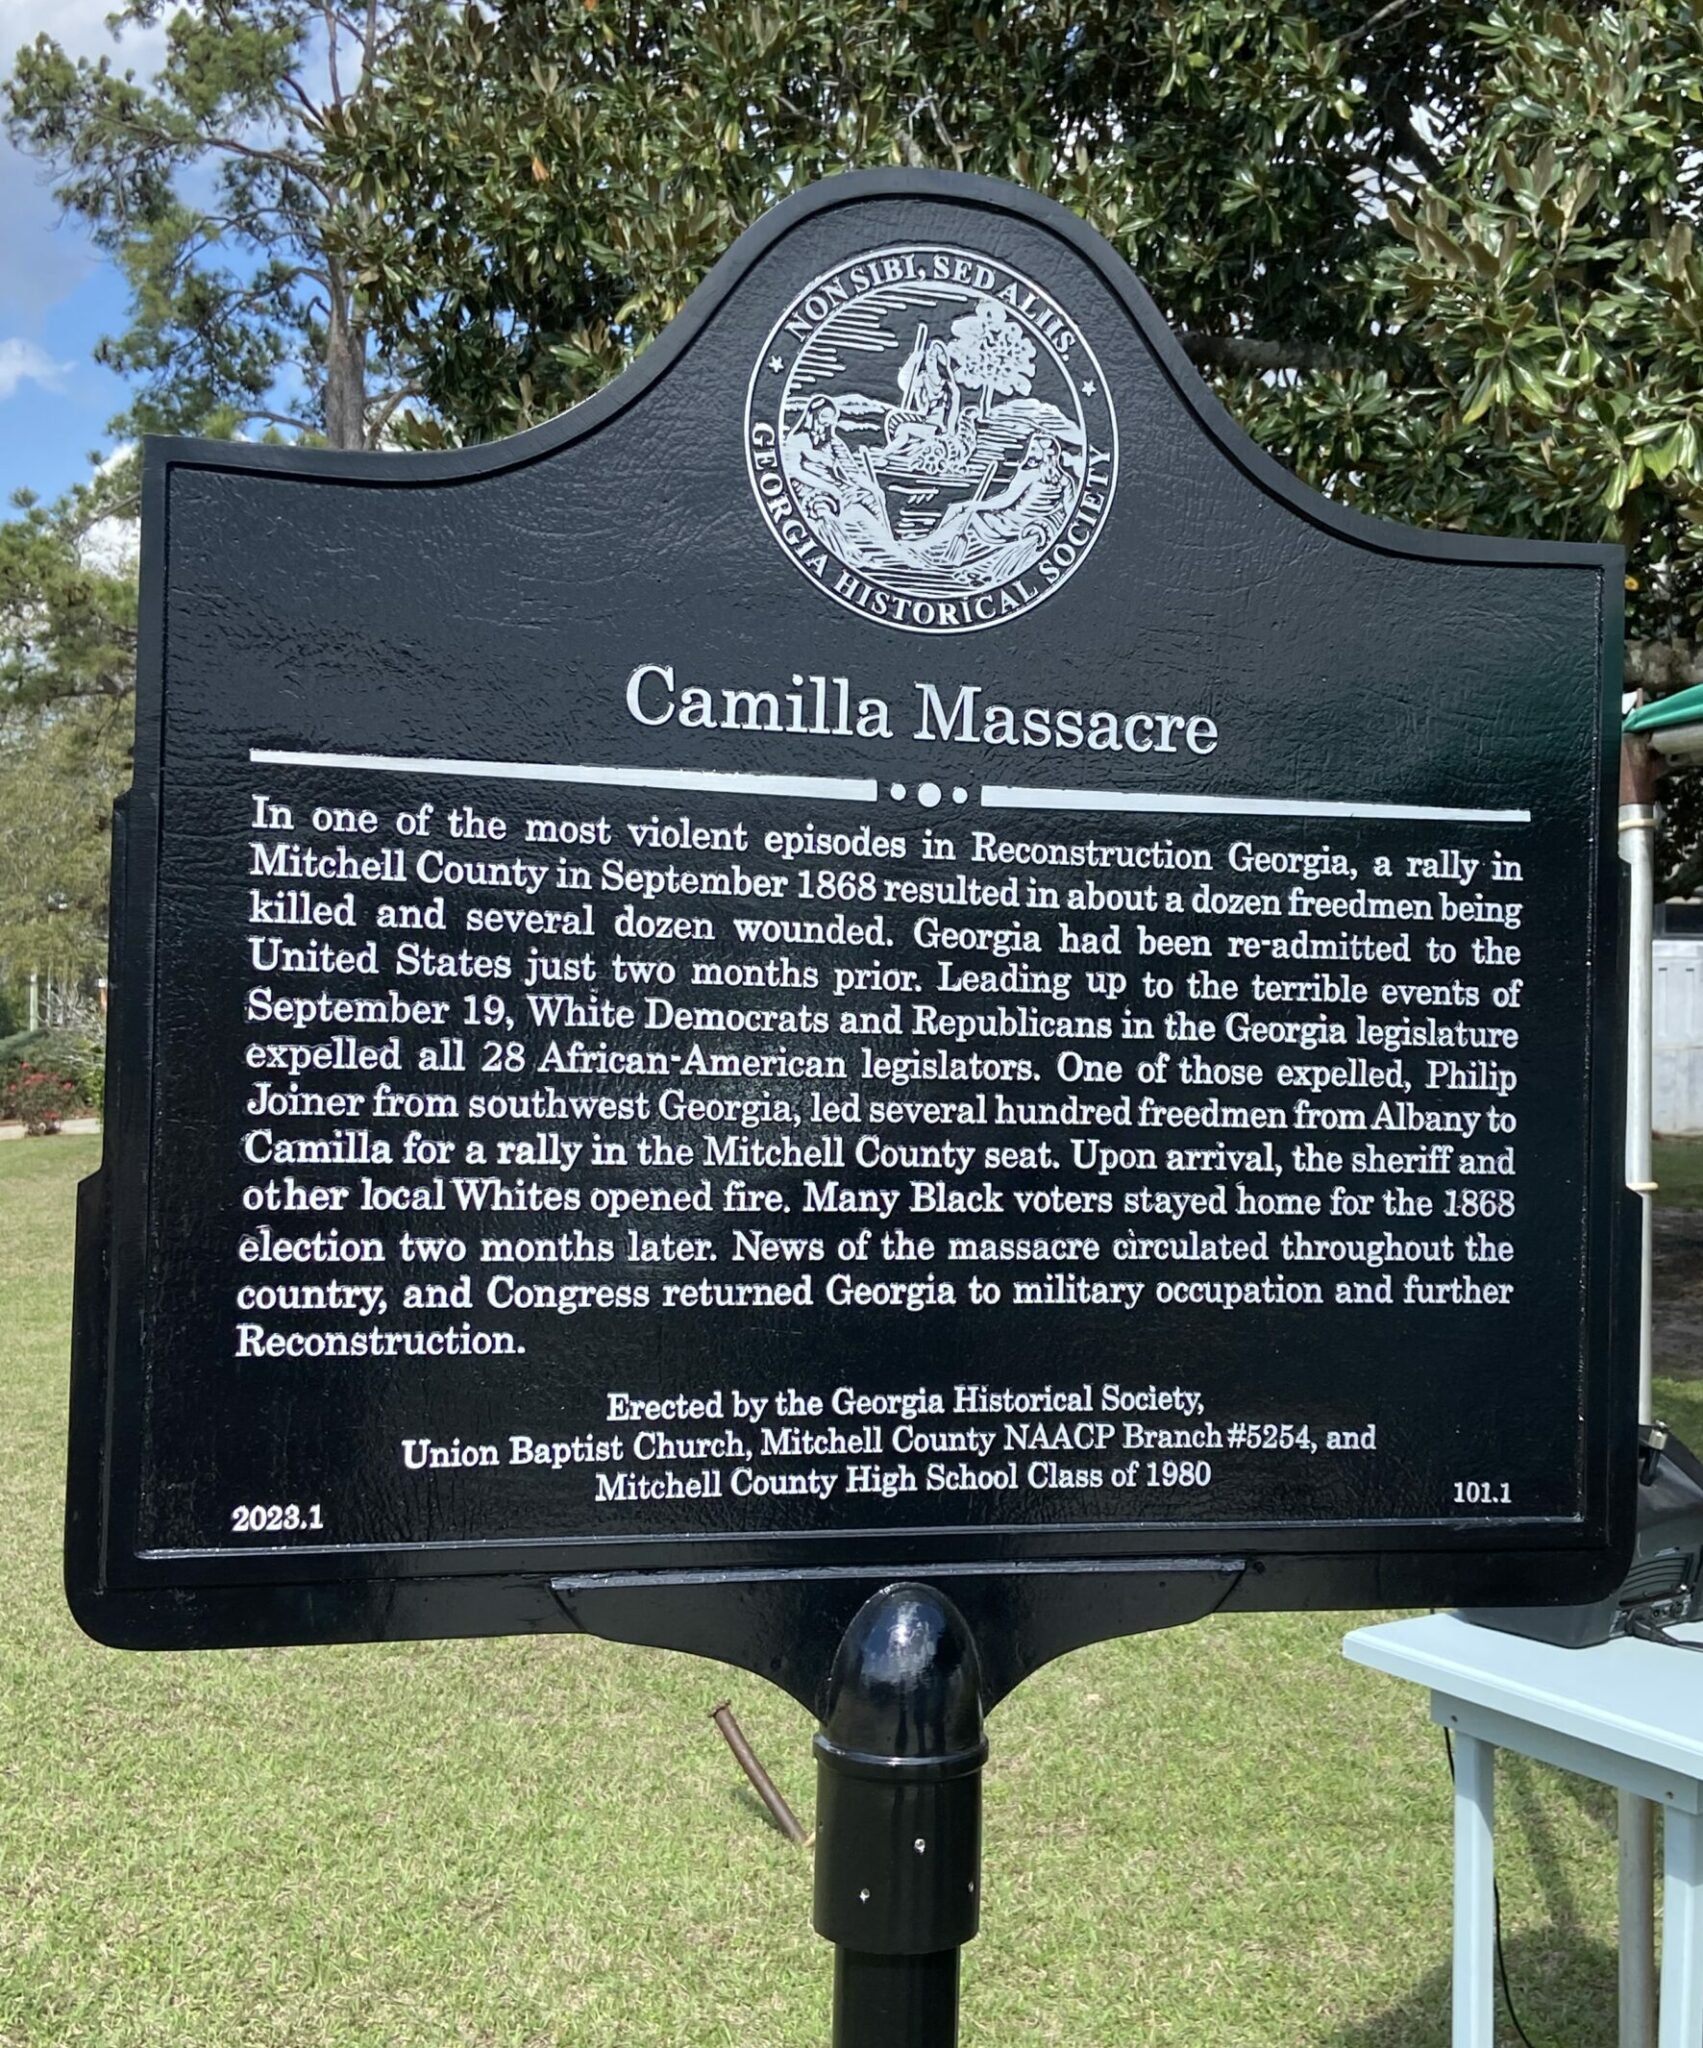 NON SIBI, SED ALIIS.
GEORGIA HISTORICAL SOCIETY
Camilla Massacre
In one of the most violent episodes in Reconstruction Georgia, a rally in
Mitchell County in September 1868 resulted in about a dozen freedmen being
killed and several dozen wounded. Georgia had been re-admitted to the
United States just two months prior. Leading up to the terrible events of
September 19, White Democrats and Republicans in the Georgia legislature
expelled all 28 African-American legislators. One of those expelled, Philip
Joiner from southwest Georgia, led several hundred freedmen from Albany to
Camilla for a rally in the Mitchell County seat. Upon arrival, the sheriff and
other local Whites opened fire. Many Black voters stayed home for the 1868
election two months later. News of the massacre circulated throughout the
country, and Congress returned Georgia to military occupation and further
Reconstruction.
Erected by the Georgia Historical Society,
Union Baptist Church, Mitchell County NAACP Branch #5254, and
Mitchell County High School Class of 1980
2023.1
101.1